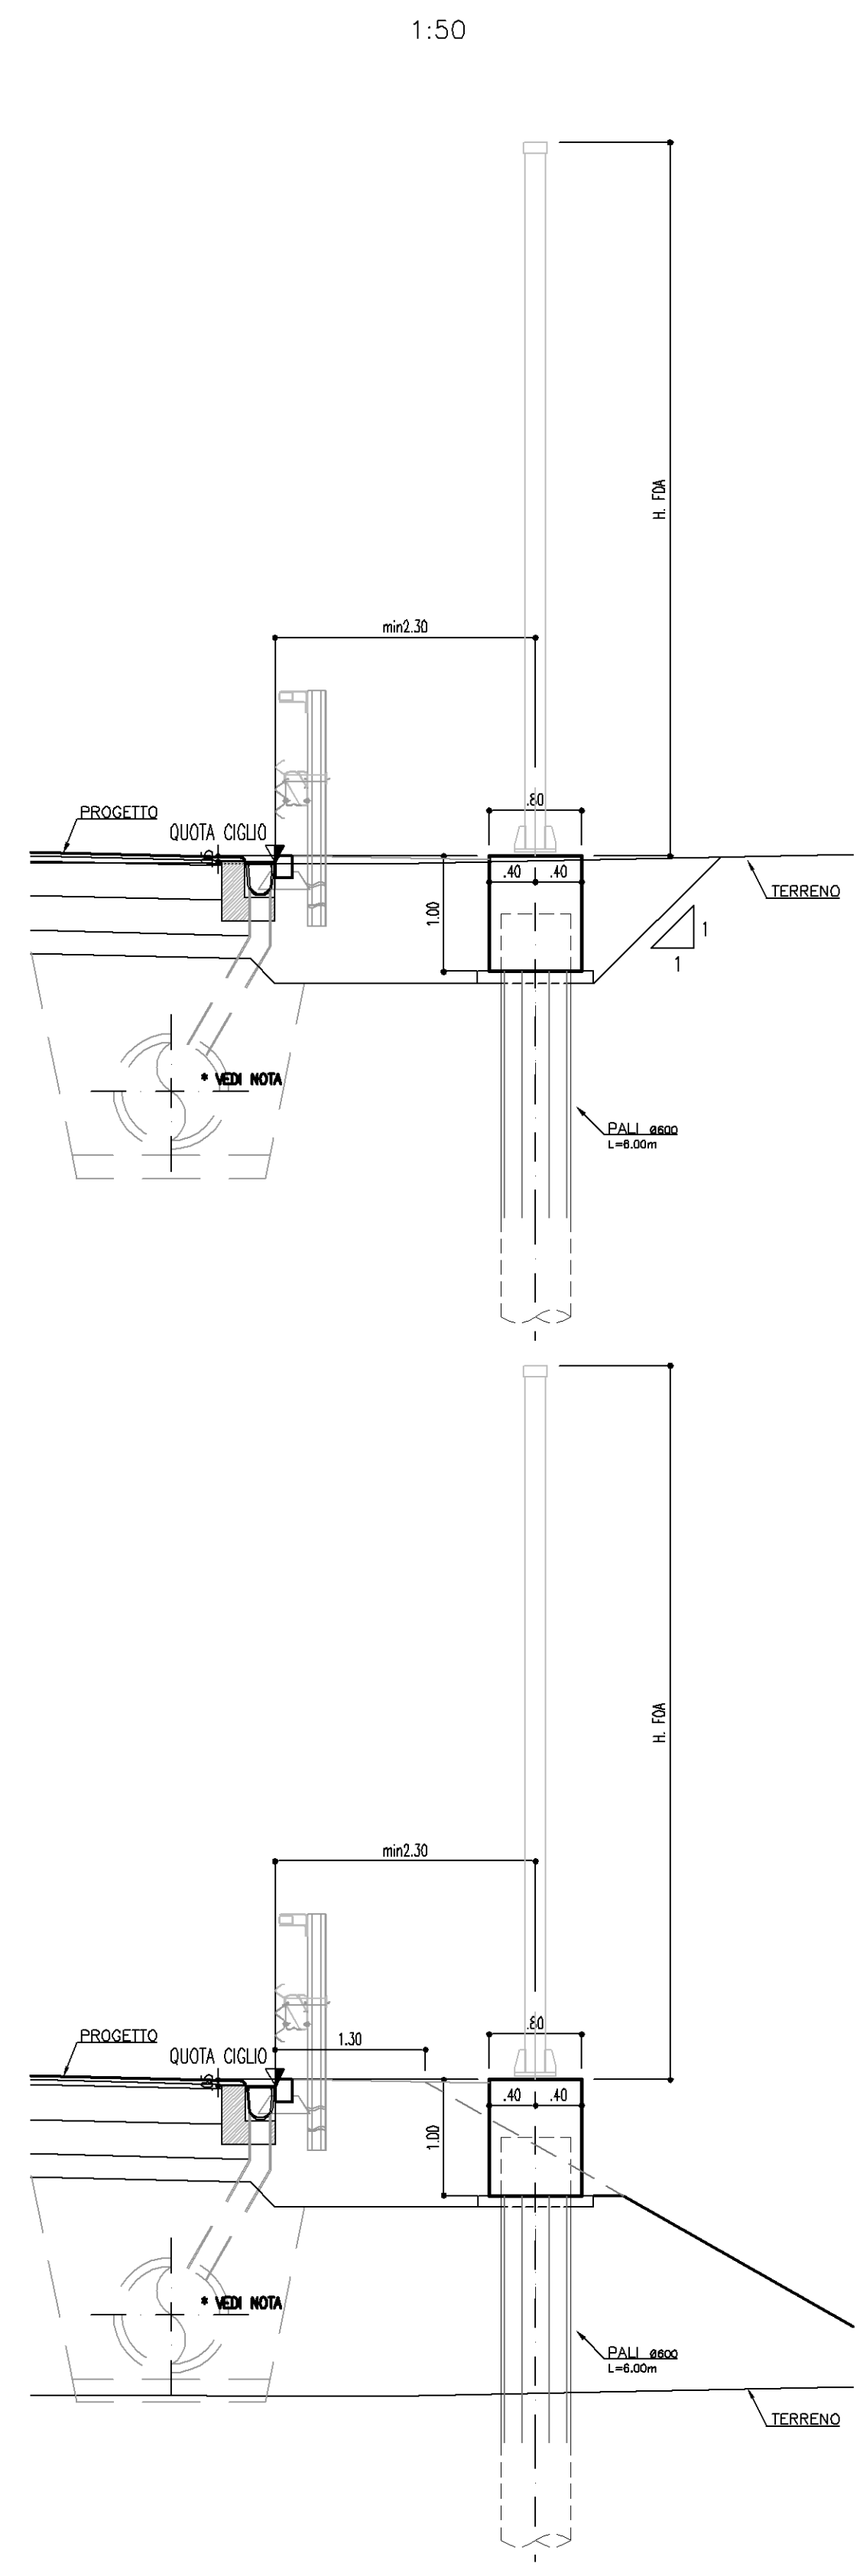 1:50
H. FOA
min2.30
PROGETTO
QUOTA CIGLIO
.80
.40 .40
TERRENO
1.00
1
1
* VEDI NOTA
PALI ø600
L=6.00m
H. FOA
min2.30
PROGETTO
1.30
.80
QUOTA CIGLIO
.05
.40 .40
1.00
* VEDI NOTA
PALI ø600
L=6.00m
TERRENO